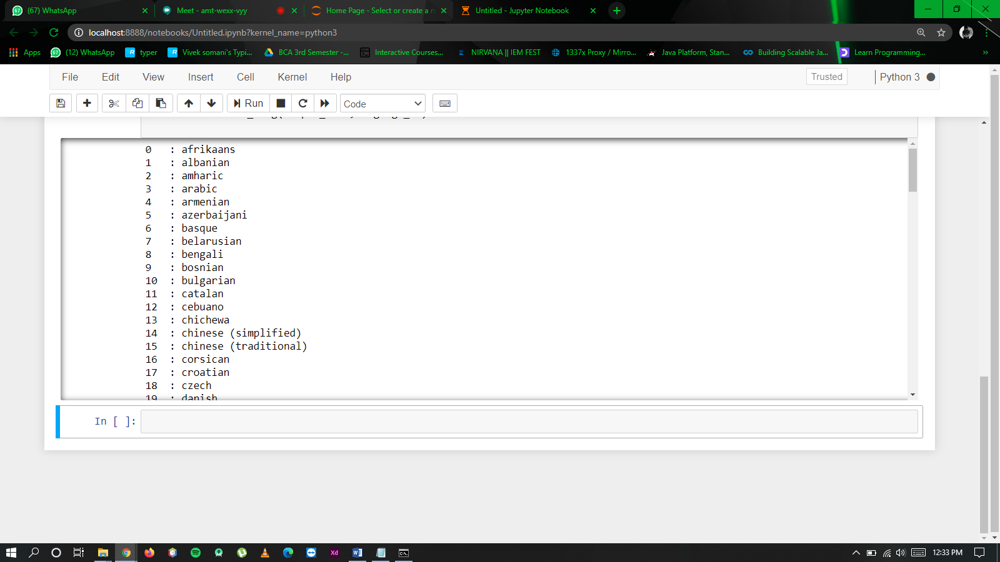 (67) WhatsApp
Meet - amt-wexx-vyy
Home Page - Select or create a n
Untitled - Jupyter Notebook
localhost:8888/notebooks/Untitled.ipynb?kernel_name=python3
Apps
67
(12) WhatsApp
typer
Vivek somani's Typi...
BCA 3rd Semester -...
Interactive Courses...
NIRVANA || IEM FEST
1337x Proxy / Mirro...
Java Platform, Stan...
Building Scalable Ja...
Learn Programming...
»
File Edit View Insert Cell Kernel Help
Trusted
Python 3
Run
Code
0 : afrikaans
1 : albanian
2 : amharic
3 : arabic
4 : armenian
5 : azerbaijani
6 : basque
7 : belarusian
8 : bengali
9 : bosnian
10 : bulgarian
11 : catalan
12 : cebuano
13 : chichewa
14 : chinese (simplified)
15 : chinese (traditional)
16 : corsican
17 : croatian
18 : czech
19 : danish
In [ ]:
Xd
12:33 PM